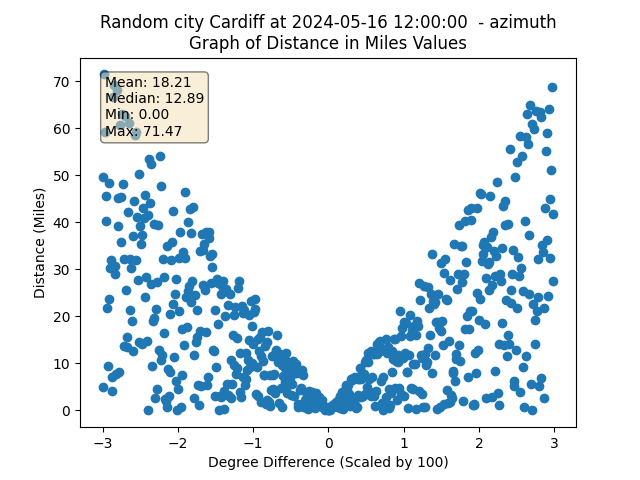 Random city Cardiff at 2024-05-16 12:00:00 - azimuth
Graph of Distance in Miles Values
Mean: 18.21
Median: 12.89
Min: 0.00
Max: 71.47
70
60
50
40
30
20
10
0
Distance (Miles)
−3 −2 −1 0 1 2 3
Degree Difference (Scaled by 100)